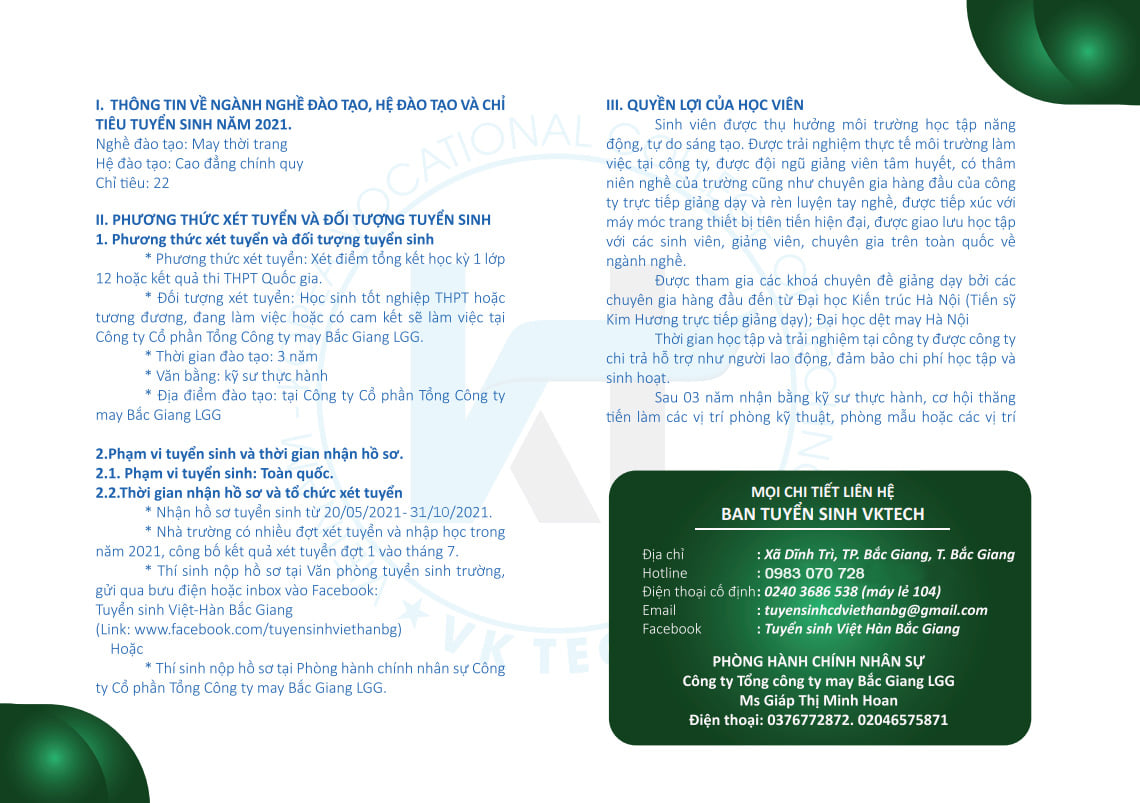 I. THÔNG TIN VỀ NGÀNH NGHỀ ĐÀO TẠO, HỆ ĐÀO TẠO VÀ CHỈ
TIÊU TUYỂN SINH NĂM 2021.
Nghề đào tạo: May thời trang
Hệ đào tạo: Cao đẳng chính quy
Chỉ tiêu: 22
II. PHƯƠNG THỨC XÉT TUYỂN VÀ ĐỐI TƯỢNG TUYỂN SINH
1. Phương thức xét tuyển và đối tượng tuyển sinh
* Phương thức xét tuyển: Xét điểm tổng kết học kỳ 1 lớp
12 hoặc kết quả thi THPT Quốc gia.
* Đối tượng xét tuyển: Học sinh tốt nghiệp THPT hoặc
tương đương, đang làm việc hoặc có cam kết sẽ làm việc tại
Công ty Cổ phần Tổng Công ty may Bắc Giang LGG.
* Thời gian đào tạo: 3 năm
* Văn bằng: kỹ sư thực hành
* Địa điểm đào tạo: tại Công ty Cổ phần Tổng Công ty
may Bắc Giang LGG
2.Phạm vi tuyển sinh và thời gian nhận hồ sơ.
2.1. Phạm vi tuyển sinh: Toàn quốc.
2.2.Thời gian nhận hồ sơ và tổ chức xét tuyển
* Nhận hồ sơ tuyển sinh từ 20/05/2021- 31/10/2021.
* Nhà trường có nhiều đợt xét tuyển và nhập học trong
năm 2021, công bố kết quả xét tuyển đợt 1 vào tháng 7.
* Thí sinh nộp hồ sơ tại Văn phòng tuyển sinh trường,
gửi qua bưu điện hoặc inbox vào Facebook:
Tuyển sinh Việt-Hàn Bắc Giang
(Link: www.facebook.com/tuyensinhviethanbg)
Hoặc
* Thí sinh nộp hồ sơ tại Phòng hành chính nhân sự Công
ty Cổ phần Tổng Công ty may Bắc Giang LGG.
III. QUYỀN LỢI CỦA HỌC VIÊN
Sinh viên được thụ hưởng môi trường học tập năng
động, tự do sáng tạo. Được trải nghiệm thực tế môi trường làm
việc tại công ty, được đội ngũ giảng viên tâm huyết, có thâm
niên nghề của trường cũng như chuyên gia hàng đầu của công
ty trực tiếp giảng dạy và rèn luyện tay nghề, được tiếp xúc với
máy móc trang thiết bị tiên tiến hiện đại, được giao lưu học tập
với các sinh viên, giảng viên, chuyên gia trên toàn quốc về
ngành nghề.
Được tham gia các khoá chuyên đề giảng dạy bởi các
chuyên gia hàng đầu đến từ Đại học Kiến trúc Hà Nội (Tiến sỹ
Kim Hương trực tiếp giảng dạy); Đại học dệt may Hà Nội
Thời gian học tập và trải nghiệm tại công ty được công ty
chi trả hỗ trợ như người lao động, đảm bảo chi phí học tập và
sinh hoạt.
Sau 03 năm nhận bằng kỹ sư thực hành, cơ hội thăng
tiến làm các vị trí phòng kỹ thuật, phòng mẫu hoặc các vị trí
MỌI CHI TIẾT LIÊN HỆ
BAN TUYỂN SINH VKTECH
Địa chỉ : Xã Dĩnh Trì, TP. Bắc Giang, T. Bắc Giang
Hotline : 0983 070 728
Điện thoại cố định: 0240 3686 538 (máy lẻ 104)
Email : tuyensinhcdviethanbg@gmail.com
Facebook : Tuyển sinh Việt Hàn Bắc Giang
PHÒNG HÀNH CHÍNH NHÂN SỰ
Công ty Tổng công ty may Bắc Giang LGG
Ms Giáp Thị Minh Hoan
Điện thoại: 0376772872. 02046575871